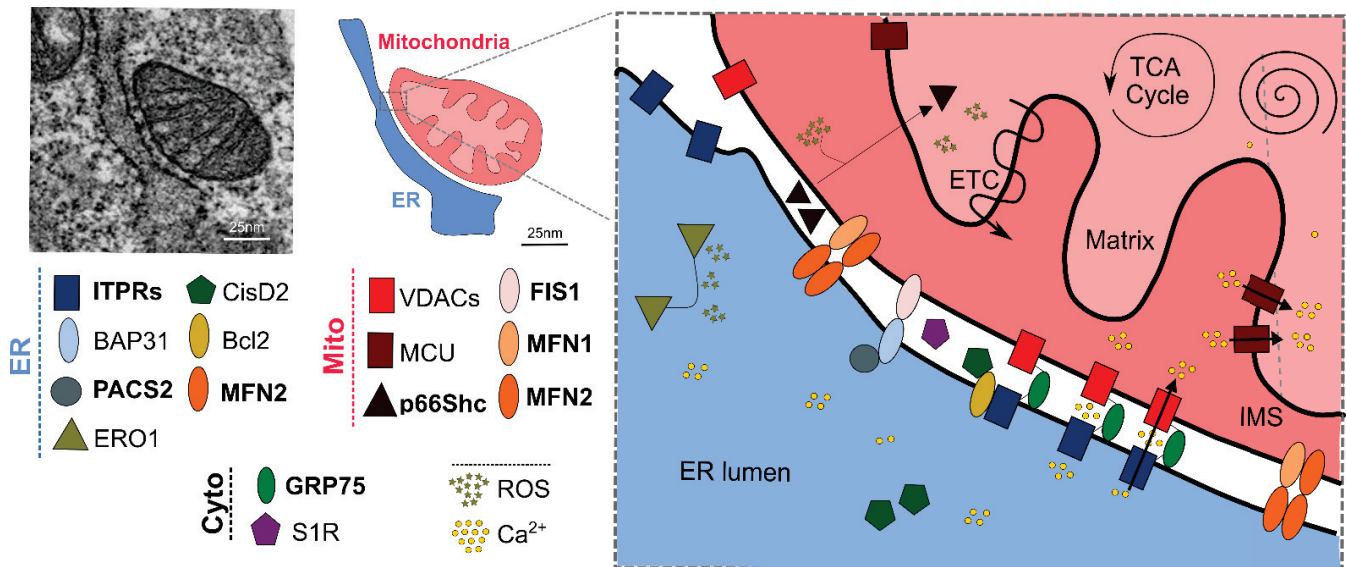 25nm
Mitochondria
ER
25nm
ER
ITPRs
BAP31
PACS2
ERO1
CisD2
Bcl2
MFN2
Mito
VDACs
MCU
p66Shc
FIS1
MFN1
MFN2
Cyto
GRP75
S1R
ROS
Ca²⁺
TCA
Cycle
ETC
Matrix
IMS
ER lumen